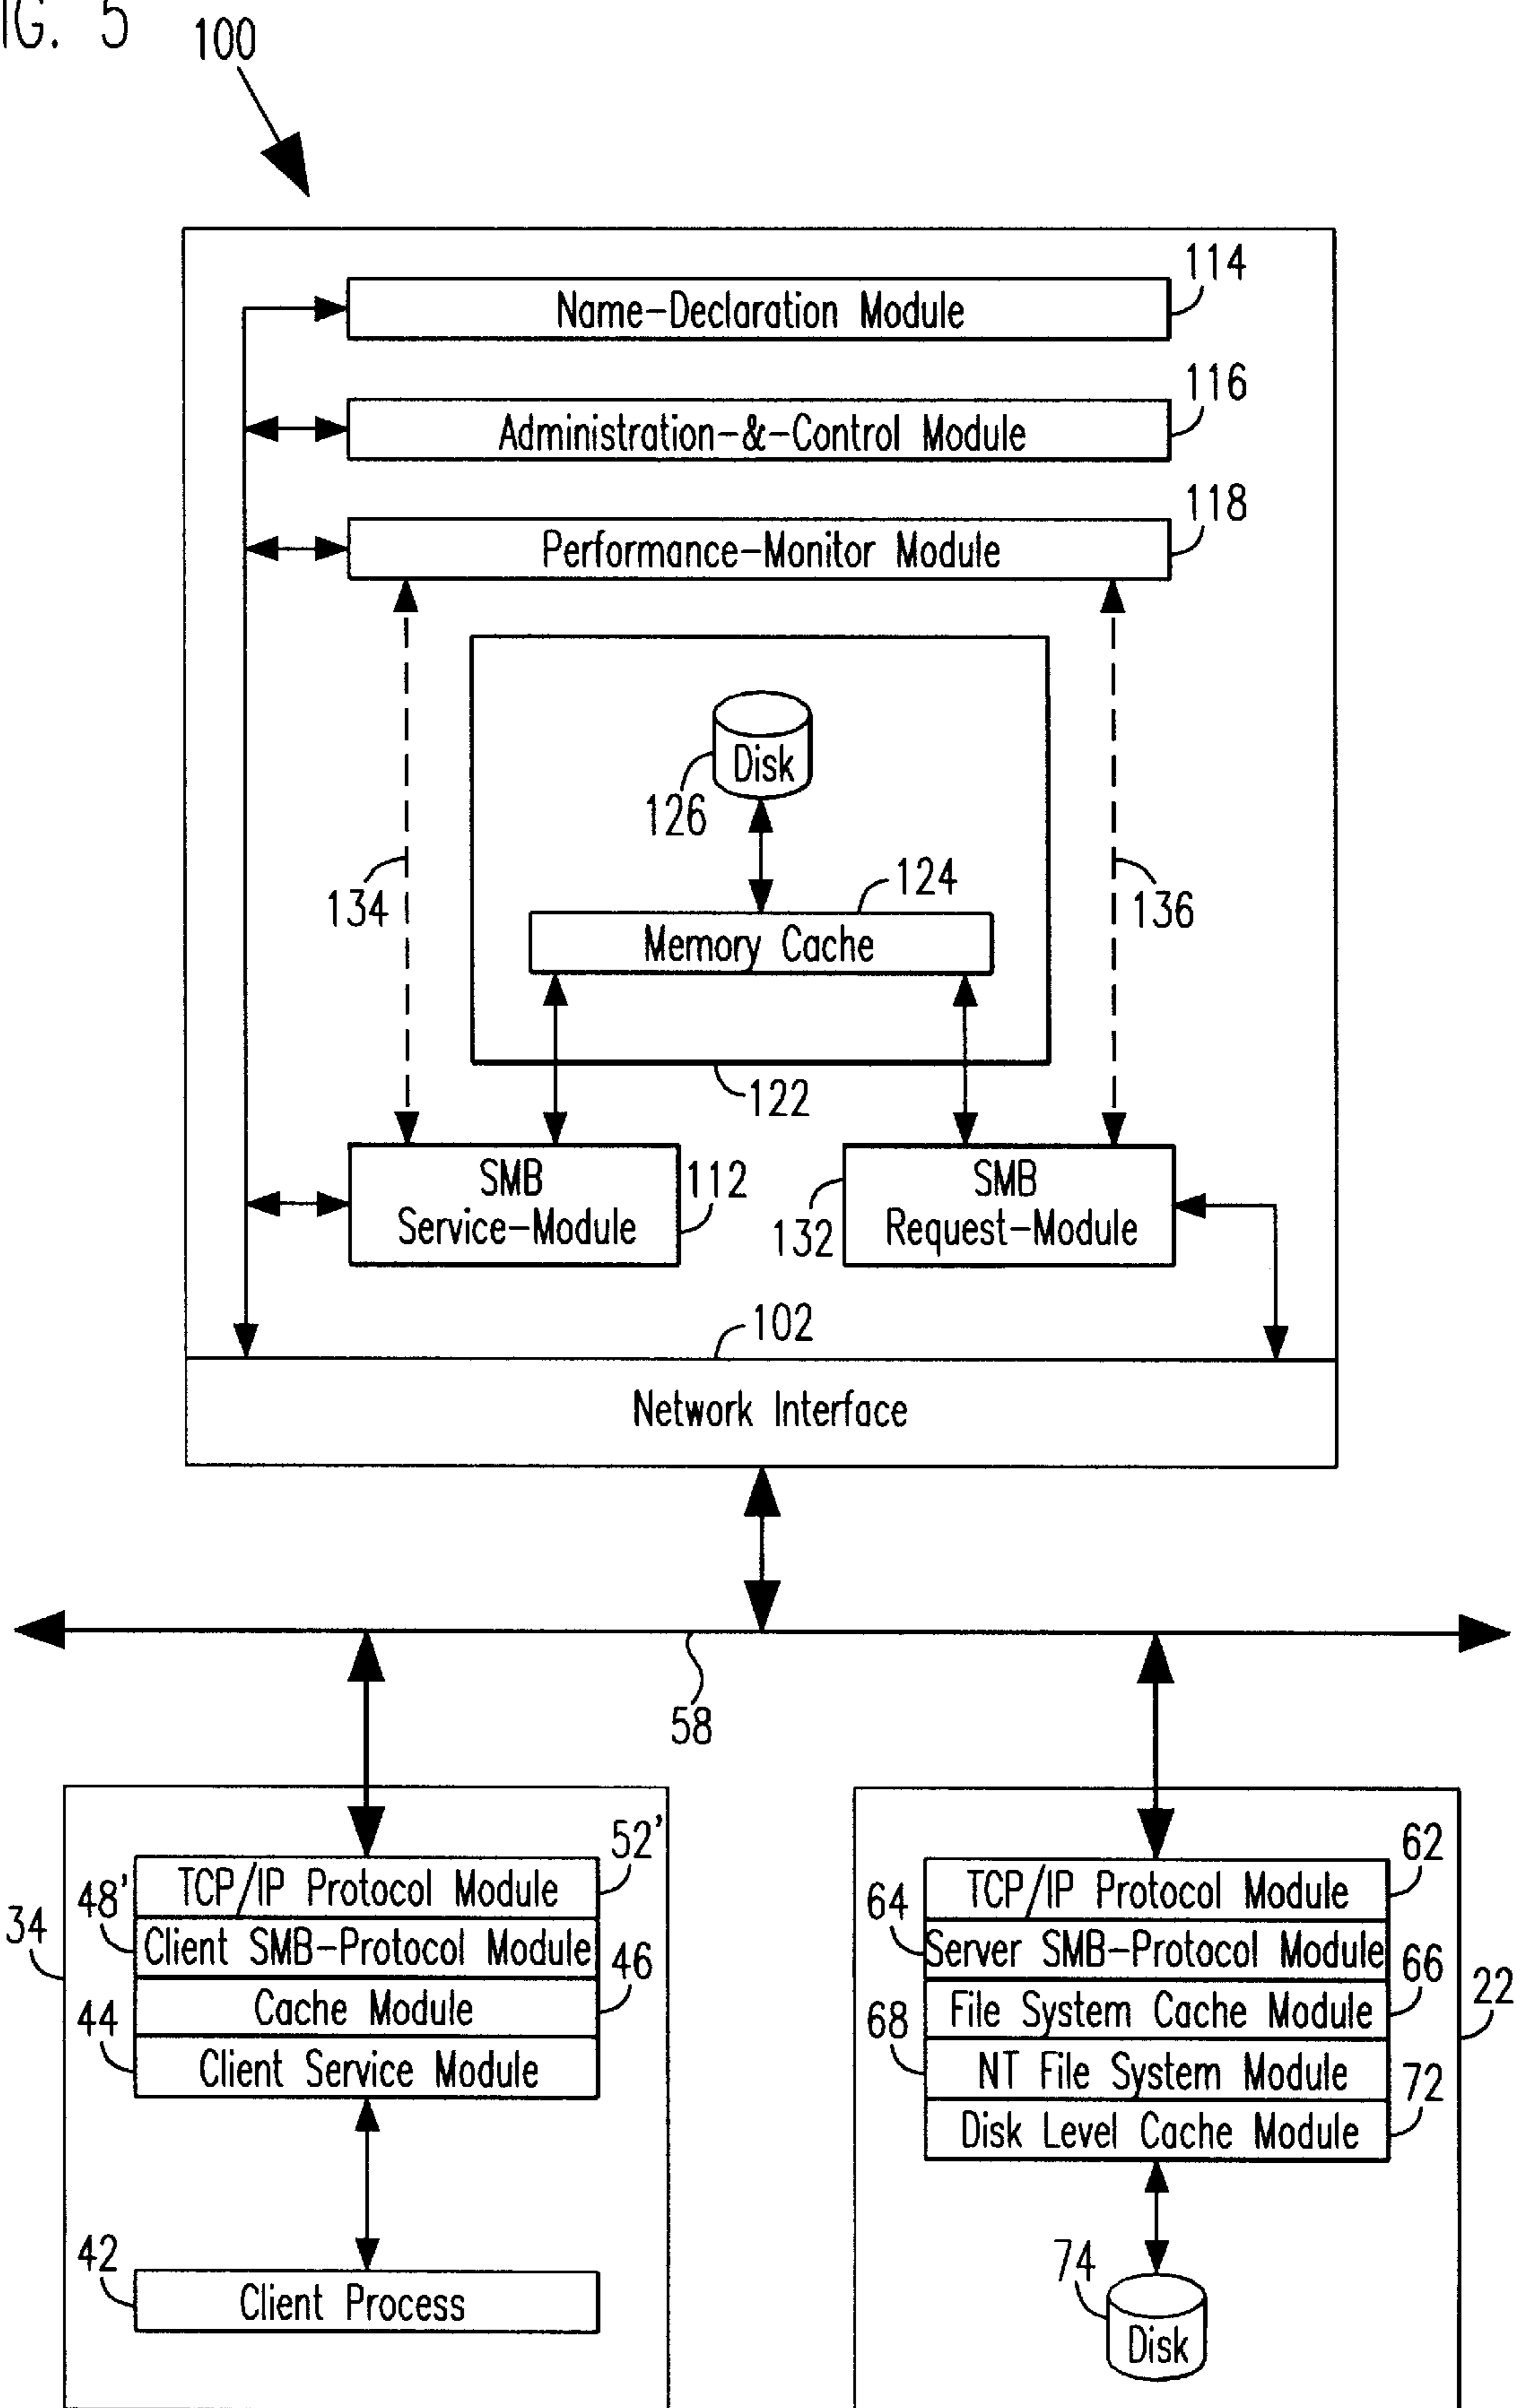 IG. 5
100
114
Name-Declaration Module
116
Administration-&-Control Module
118
Performance-Monitor Module
Disk
126
124
134
136
Memory Cache
122
SMB
Service-Module
112
132
SMB
Request-Module
102
Network Interface
58
52'
TCP/IP Protocol Module
48'
34
Client SMB-Protocol Module
46
Cache Module
44
Client Service Module
42
Client Process
62
TCP/IP Protocol Module
64
Server SMB-Protocol Module
66
22
File System Cache Module
68
NT File System Module
72
Disk Level Cache Module
74
Disk